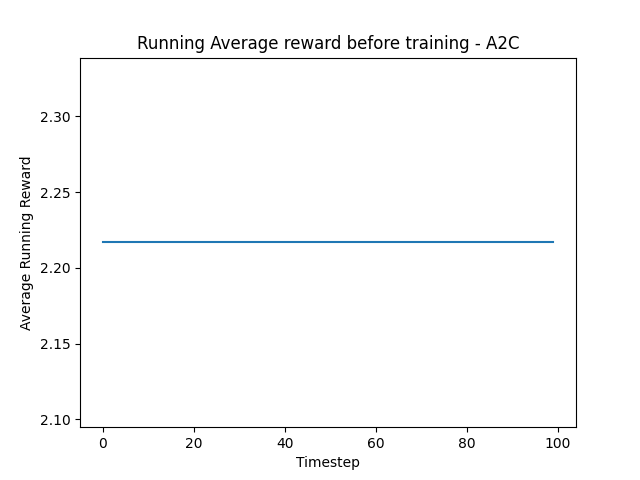 Running Average reward before training - A2C
2.30
2.25
2.20
2.15
2.10
Average Running Reward
0 20 40 60 80 100
Timestep